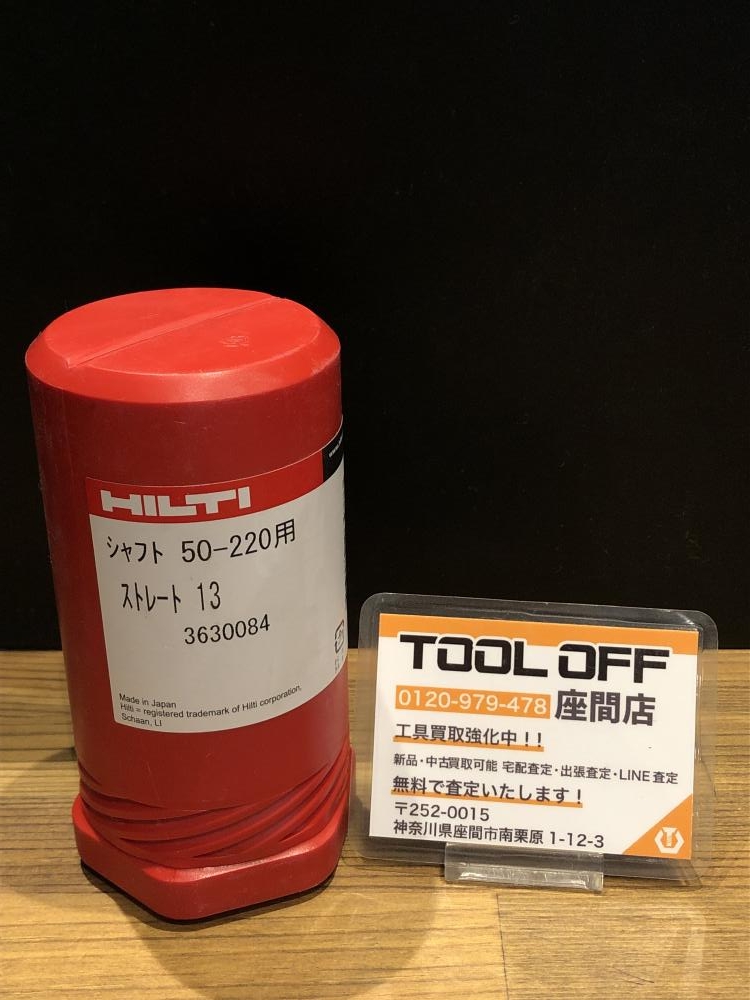 HILTI
シャフト 50-220用
ストレート 13
3630084
Made in Japan
Hilti = registered trademark of Hilti corporation,
Schaan, LI
TOOL OFF
0120-979-478 座間店
工具買取強化中!!
新品・中古買取可能 宅配査定・出張査定・LINE査定
無料で査定いたします!
〒252-0015
神奈川県座間市南栗原 1-12-3